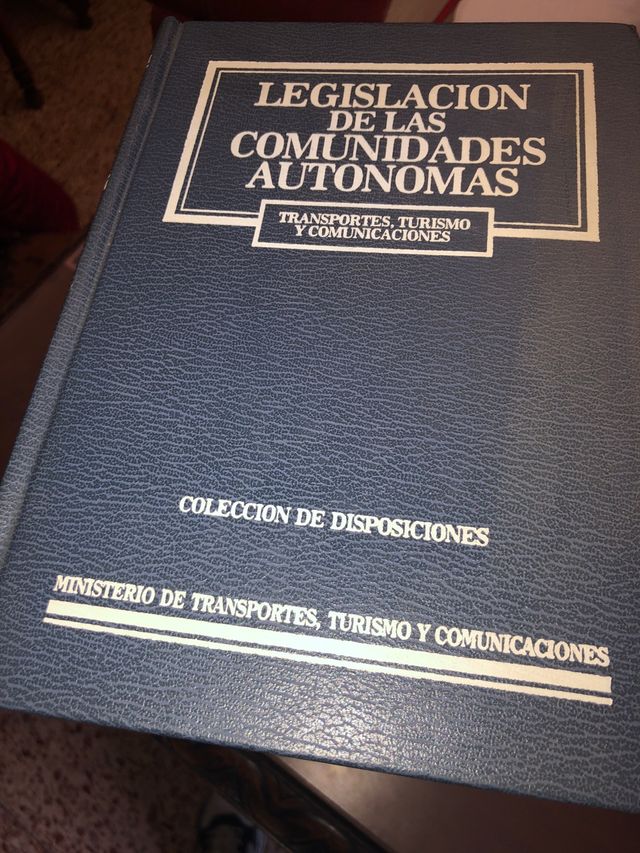 LEGISLACION
DE LAS
COMUNIDADES
AUTONOMAS
TRANSPORTES, TURISMO
Y COMUNICACIONES
COLECCION DE DISPOSICIONES
MINISTERIO DE TRANSPORTES, TURISMO Y COMUNICACIONES